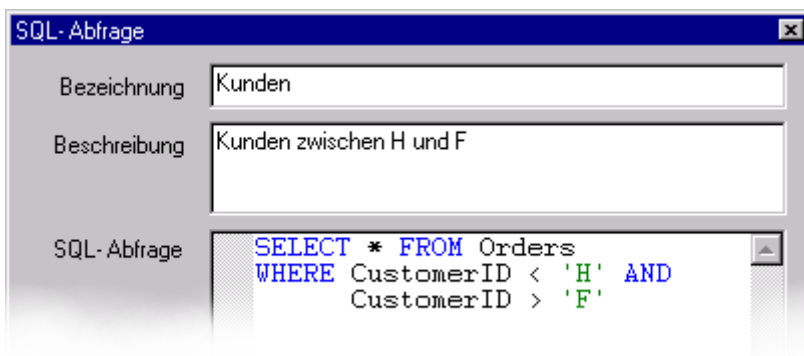 SQL- Abfrage
Bezeichnung Kunden
Beschreibung Kunden zwischen H und F
SQL- Abfrage SELECT * FROM Orders
WHERE CustomerID < 'H' AND
CustomerID > 'F'